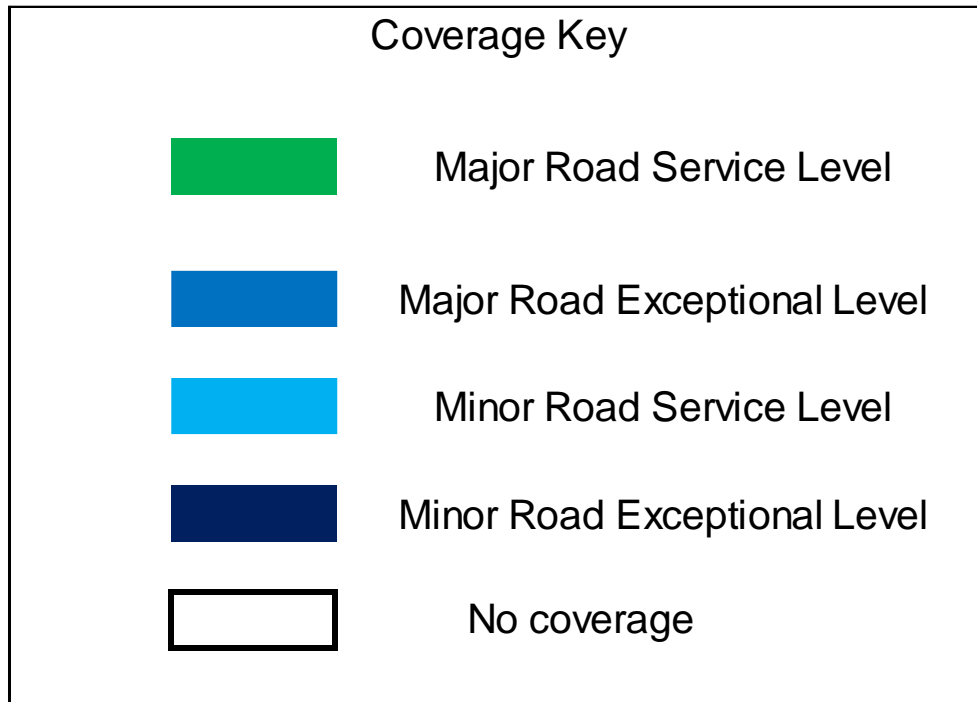 Coverage Key
Major Road Service Level
Major Road Exceptional Level
Minor Road Service Level
Minor Road Exceptional Level
No coverage